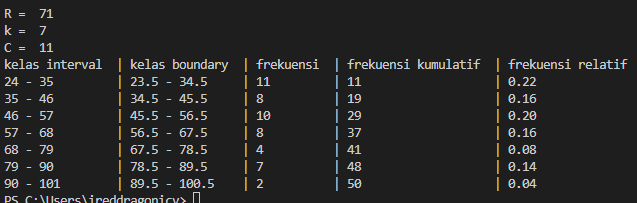 R =  71
k =  7
C =  11
kelas interval  | kelas boundary  | frekuensi  | frekuensi kumulatif  | frekuensi relatif
24 - 35         | 23.5 - 34.5     | 11         | 11                   | 0.22
35 - 46         | 34.5 - 45.5     | 8          | 19                   | 0.16
46 - 57         | 45.5 - 56.5     | 10         | 29                   | 0.20
57 - 68         | 56.5 - 67.5     | 8          | 37                   | 0.16
68 - 79         | 67.5 - 78.5     | 4          | 41                   | 0.08
79 - 90         | 78.5 - 89.5     | 7          | 48                   | 0.14
90 - 101        | 89.5 - 100.5    | 2          | 50                   | 0.04
PS C:\Users\ireddragonicy>